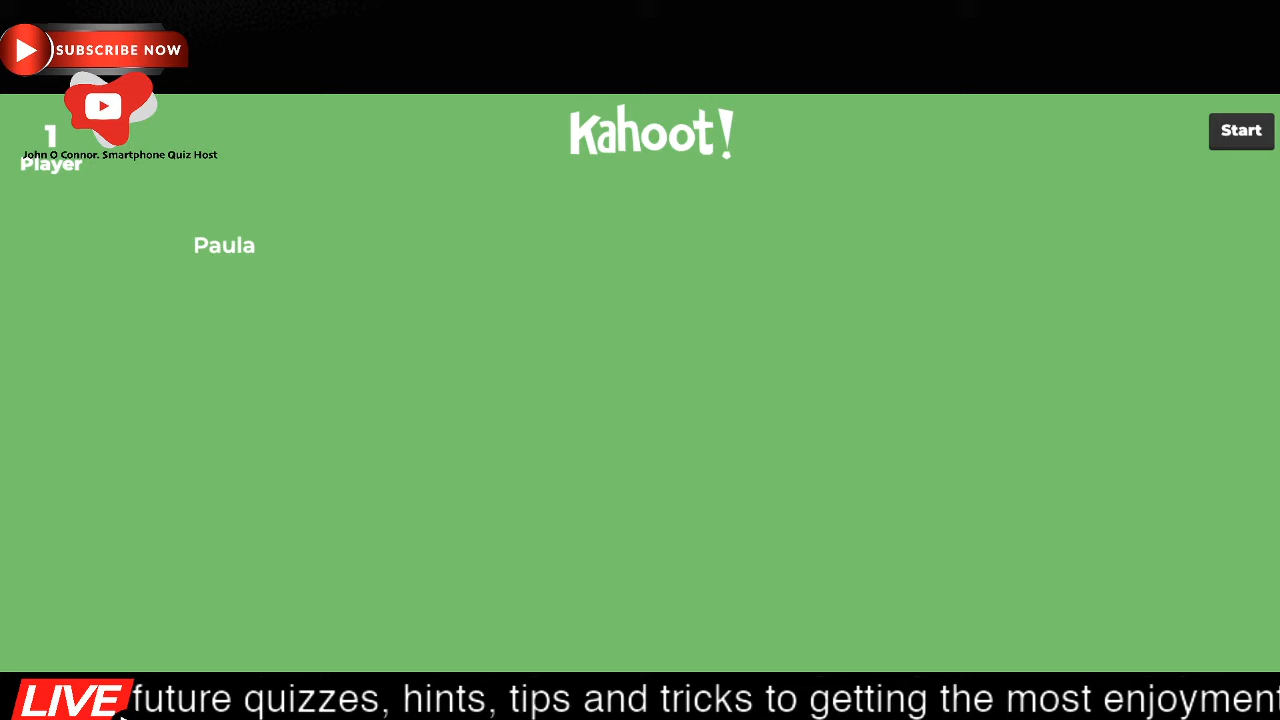 SUBSCRIBE NOW
Kahoot!
Start
1
John O Connor. Smartphone Quiz Host
Player
Paula
LIVE
future quizzes, hints, tips and tricks to getting the most enjoyment